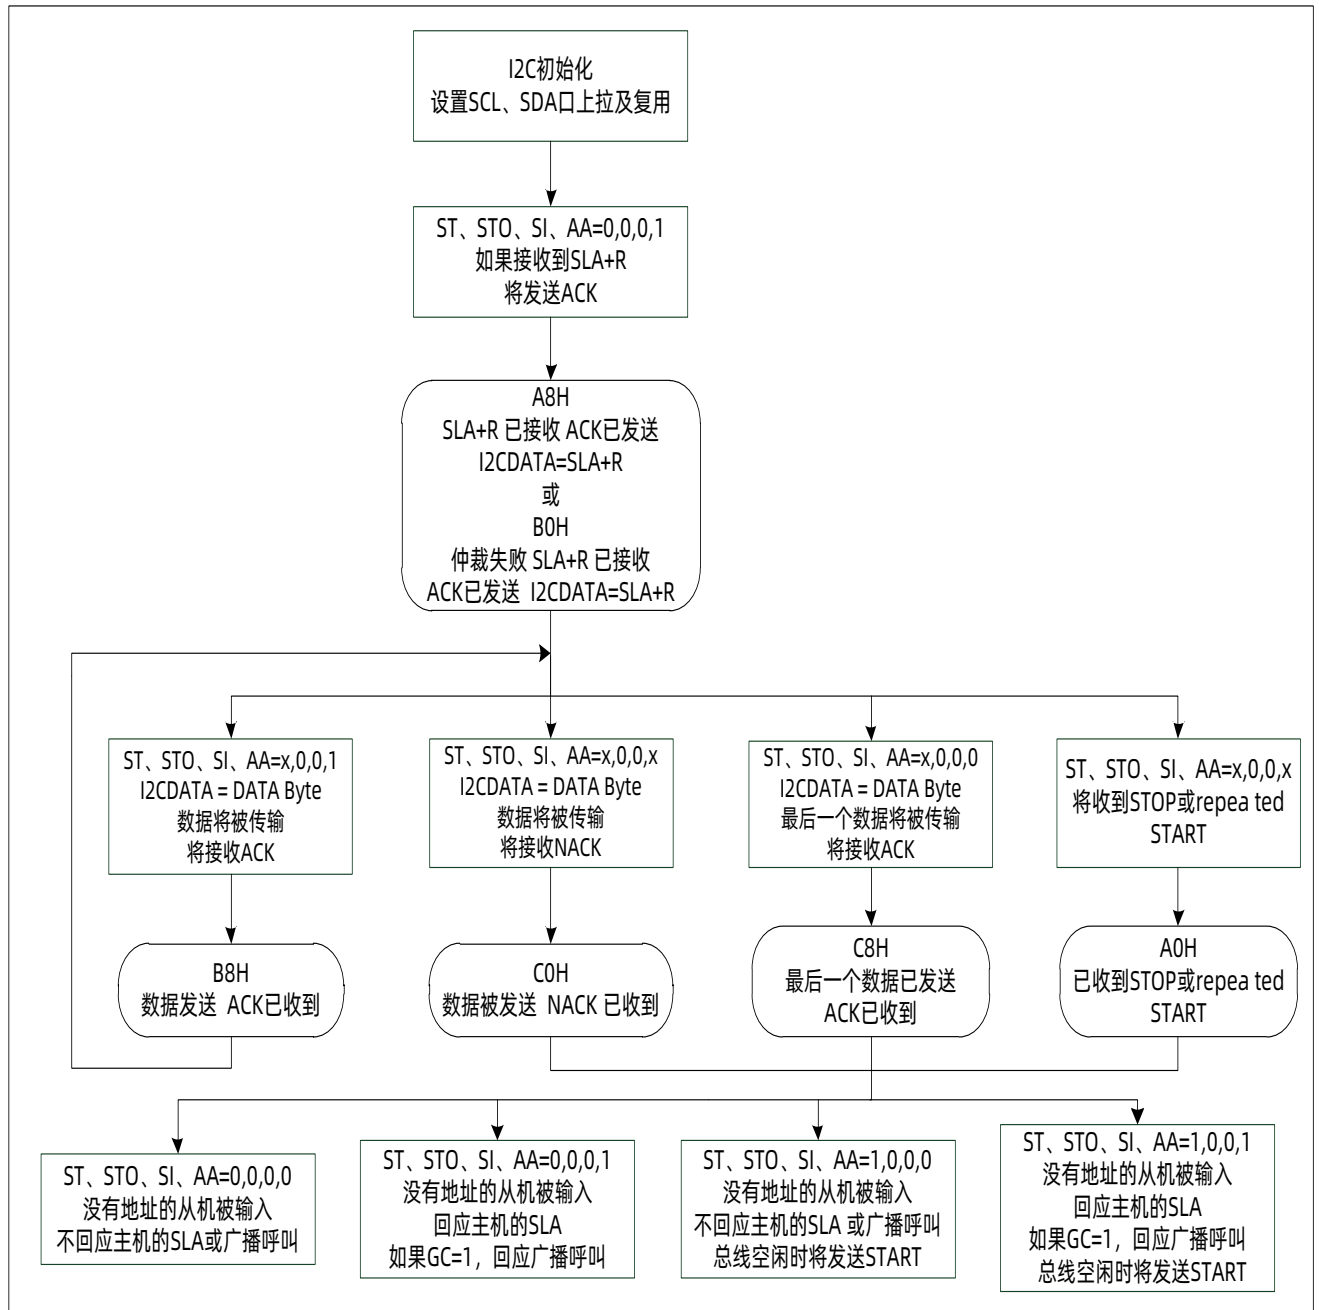 I2C初始化
设置SCL、SDA口上拉及复用
ST、STO、SI、AA=0,0,0,1
如果接收到SLA+R
将发送ACK
A8H
SLA+R 已接收 ACK已发送
I2CDATA=SLA+R
或
B0H
仲裁失败 SLA+R 已接收
ACK已发送 I2CDATA=SLA+R
ST、STO、SI、AA=x,0,0,1
I2CDATA = DATA Byte
数据将被传输
将接收ACK
ST、STO、SI、AA=x,0,0,x
I2CDATA = DATA Byte
数据将被传输
将接收NACK
ST、STO、SI、AA=x,0,0,0
I2CDATA = DATA Byte
最后一个数据将被传输
将接收ACK
ST、STO、SI、AA=x,0,0,x
将收到STOP或repea ted
START
B8H
数据发送 ACK已收到
C0H
数据被发送 NACK 已收到
C8H
最后一个数据已发送
ACK已收到
A0H
已收到STOP或repea ted
START
ST、STO、SI、AA=0,0,0,0
没有地址的从机被输入
不回应主机的SLA或广播呼叫
ST、STO、SI、AA=0,0,0,1
没有地址的从机被输入
回应主机的SLA
如果GC=1，回应广播呼叫
ST、STO、SI、AA=1,0,0,0
没有地址的从机被输入
不回应主机的SLA 或广播呼叫
总线空闲时将发送START
ST、STO、SI、AA=1,0,0,1
没有地址的从机被输入
回应主机的SLA
如果GC=1，回应广播呼叫
总线空闲时将发送START